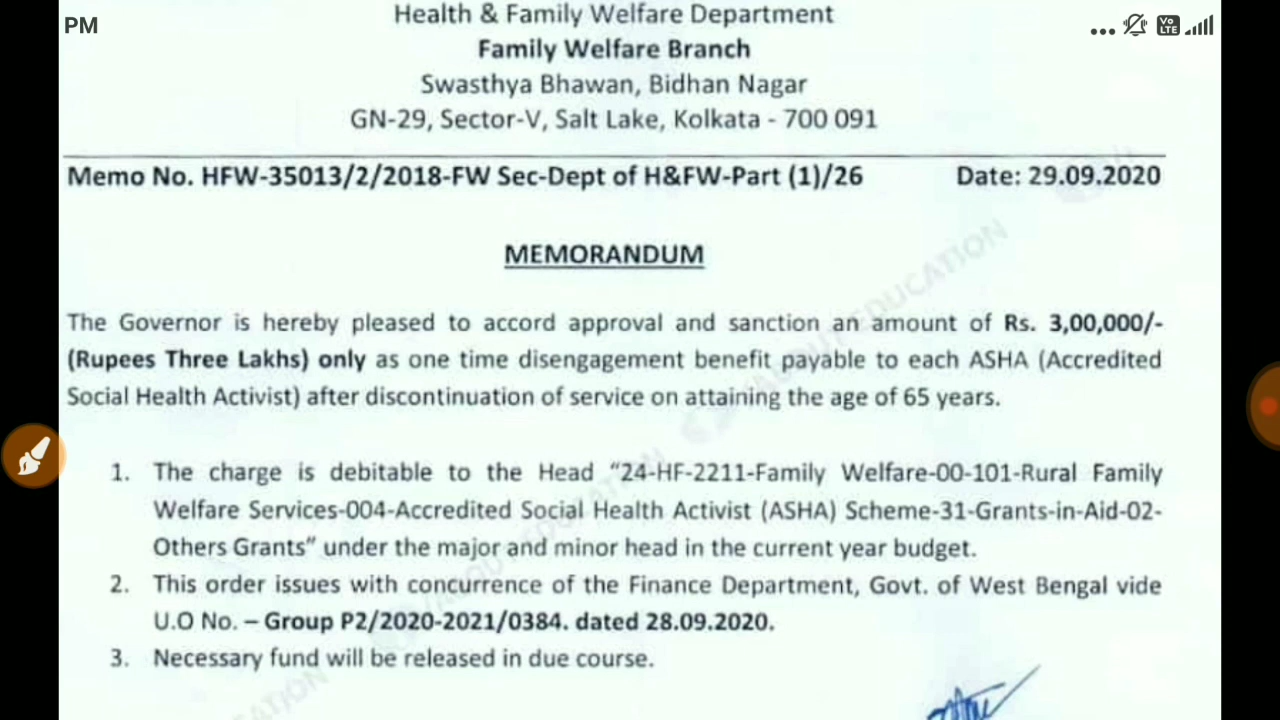 PM
Health & Family Welfare Department
Family Welfare Branch
Swasthya Bhawan, Bidhan Nagar
GN-29, Sector-V, Salt Lake, Kolkata - 700 091
Memo No. HFW-35013/2/2018-FW Sec-Dept of H&FW-Part (1)/26 Date: 29.09.2020
MEMORANDUM
The Governor is hereby pleased to accord approval and sanction an amount of Rs. 3,00,000/-
(Rupees Three Lakhs) only as one time disengagement benefit payable to each ASHA (Accredited
Social Health Activist) after discontinuation of service on attaining the age of 65 years.
1. The charge is debitable to the Head “24-HF-2211-Family Welfare-00-101-Rural Family
Welfare Services-004-Accredited Social Health Activist (ASHA) Scheme-31-Grants-in-Aid-02-
Others Grants” under the major and minor head in the current year budget.
2. This order issues with concurrence of the Finance Department, Govt. of West Bengal vide
U.O No. – Group P2/2020-2021/0384. dated 28.09.2020.
3. Necessary fund will be released in due course.